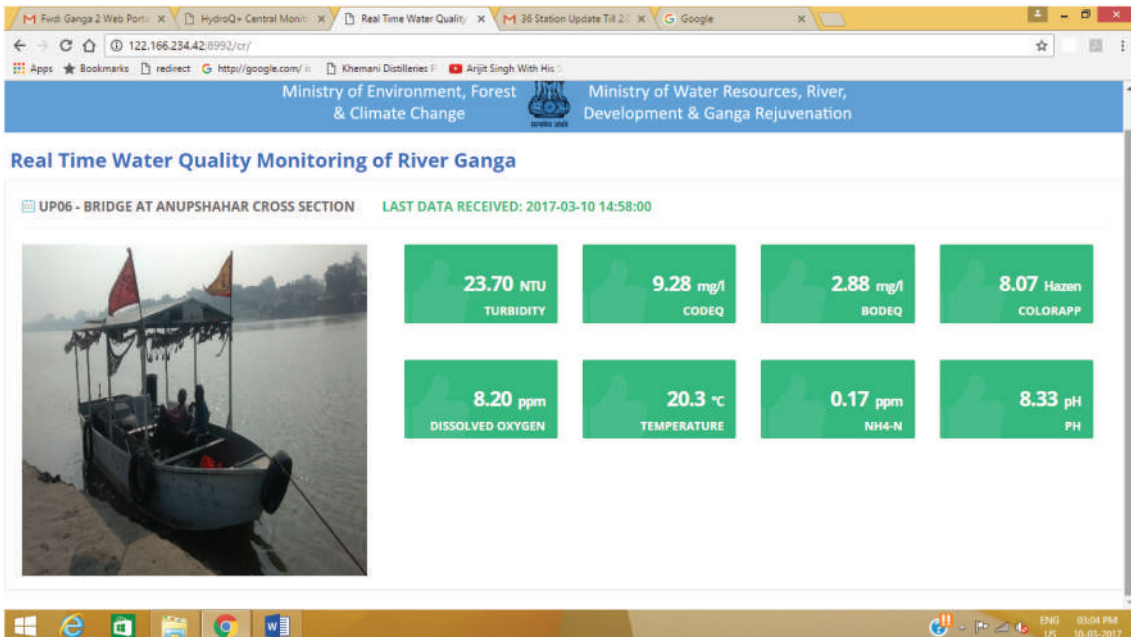 Fwd: Ganga 2 Web Port
HydroQ+ Central Monit
Real Time Water Quality
36 Station Update Till 2
Google
122.166.234.42:8992/cr/
Apps
Bookmarks
redirect
http://google.com/
Khemani Distilleries P
Arijit Singh With His S
Ministry of Environment, Forest
& Climate Change
सत्यमेव जयते
Ministry of Water Resources, River,
Development & Ganga Rejuvenation
Real Time Water Quality Monitoring of River Ganga
UP06 - BRIDGE AT ANUPSHAHAR CROSS SECTION
LAST DATA RECEIVED: 2017-03-10 14:58:00
23.70 NTU
TURBIDITY
9.28 mg/l
CODEQ
2.88 mg/l
BODEQ
8.07 Hazen
COLORAPP
8.20 ppm
DISSOLVED OXYGEN
20.3 °C
TEMPERATURE
0.17 ppm
NH4-N
8.33 pH
PH
ENG
US
03:04 PM
10-03-2017